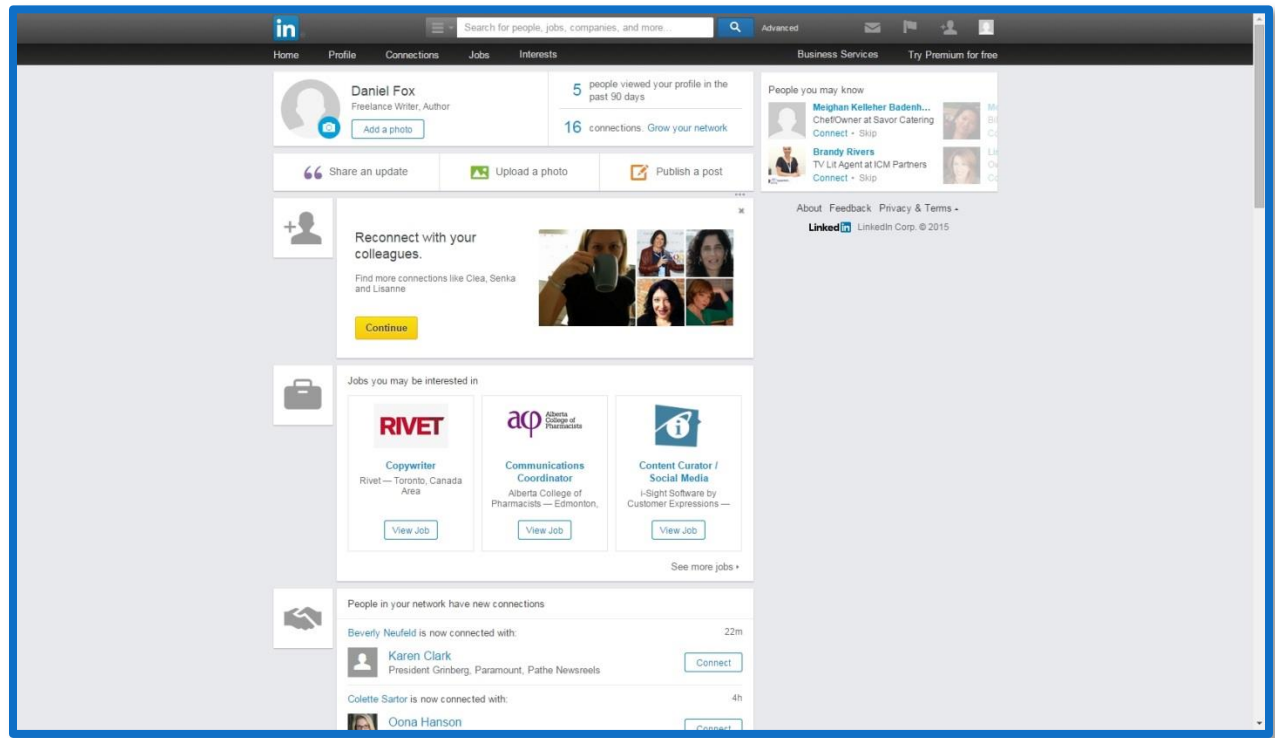 in
Search for people, jobs, companies, and more...
Advanced
Home Profile Connections Jobs Interests
Business Services Try Premium for free
Daniel Fox
Freelance Writer, Author
Add a photo
5 people viewed your profile in the
past 90 days
16 connections. Grow your network
Share an update
Upload a photo
Publish a post
Reconnect with your
colleagues.
Find more connections like Clea, Senka
and Lisanne
Continue
Jobs you may be interested in
RIVET
Copywriter
Rivet — Toronto, Canada
Area
View Job
acp Alberta
College of
Pharmacists
Communications
Coordinator
Alberta College of
Pharmacists — Edmonton,
View Job
i
Content Curator /
Social Media
i-Sight Software by
Customer Expressions —
View Job
See more jobs
People in your network have new connections
Beverly Neufeld is now connected with: 22m
Karen Clark
President Grinberg, Paramount, Pathe Newsreels
Connect
Colette Sartor is now connected with: 4h
Oona Hanson
Connect
People you may know
Meighan Kelleher Badenh...
Chef/Owner at Savor Catering
Connect • Skip
Brandy Rivers
TV Lit Agent at ICM Partners
Connect • Skip
About Feedback Privacy & Terms
Linked in LinkedIn Corp. © 2015